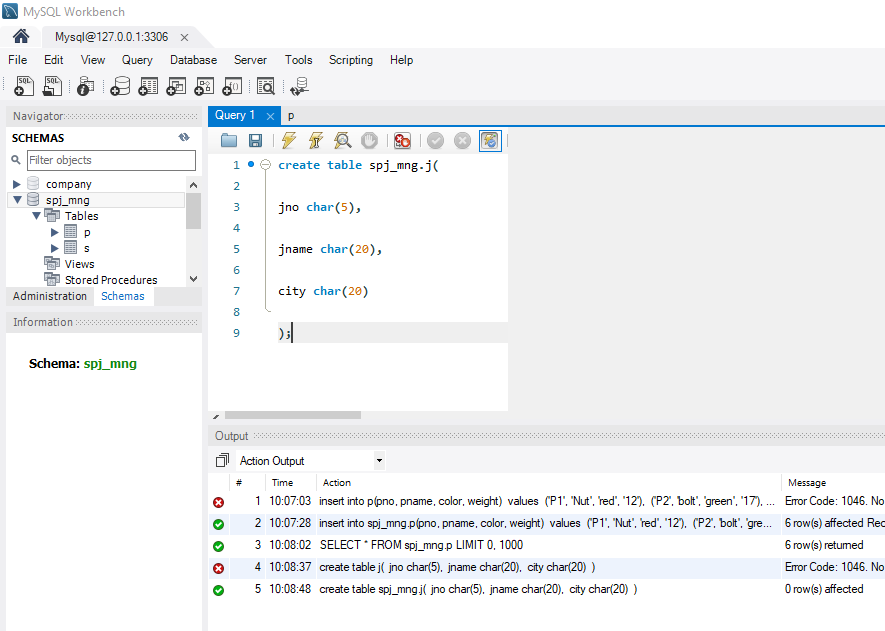 MySQL Workbench
Mysql@127.0.0.1:3306 ×
File Edit View Query Database Server Tools Scripting Help
Navigator
SCHEMAS
Filter objects
company
spj_mng
Tables
p
s
Views
Stored Procedures
Administration Schemas
Information
Schema: spj_mng
Query 1 × p
1 create table spj_mng.j(
2
3 jno char(5),
4
5 jname char(20),
6
7 city char(20)
8
9 );
Output
Action Output
# Time Action Message
1 10:07:03 insert into p(pno, pname, color, weight) values ('P1', 'Nut', 'red', '12'), ('P2', 'bolt', 'green', '17'), ... Error Code: 1046. No
2 10:07:28 insert into spj_mng.p(pno, pname, color, weight) values ('P1', 'Nut', 'red', '12'), ('P2', 'bolt', 'gre... 6 row(s) affected Rec
3 10:08:02 SELECT * FROM spj_mng.p LIMIT 0, 1000 6 row(s) returned
4 10:08:37 create table j( jno char(5), jname char(20), city char(20) ) Error Code: 1046. No
5 10:08:48 create table spj_mng.j( jno char(5), jname char(20), city char(20) ) 0 row(s) affected